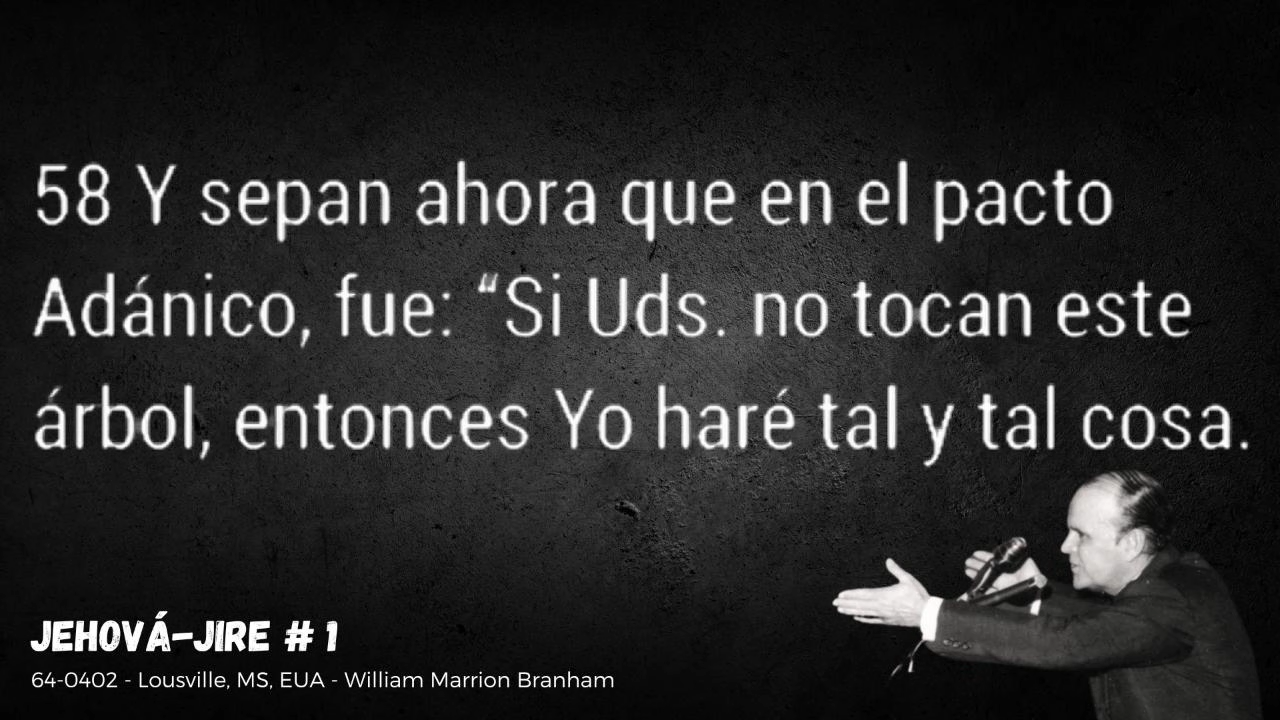 58 Y sepan ahora que en el pacto
Adánico, fue: “Si Uds. no tocan este
árbol, entonces Yo haré tal y tal cosa.
JEHOVÁ-JIRE # 1
64-0402 - Lousville, MS, EUA - William Marrion Branham